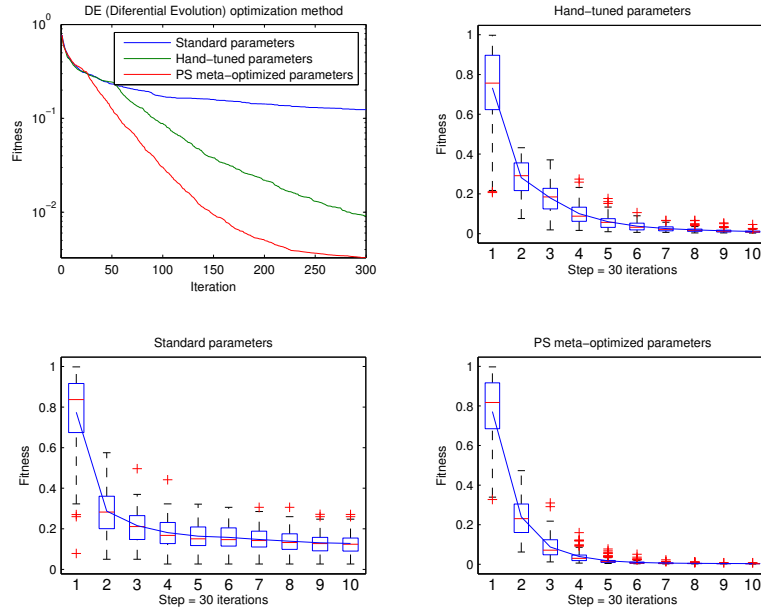 DE (Diferential Evolution) optimization method
10^0
10^-1
10^-2
Fitness
0 50 100 150 200 250 300
Iteration
Standard parameters
Hand-tuned parameters
PS meta-optimized parameters
Hand-tuned parameters
1
0.8
0.6
0.4
0.2
0
Fitness
1 2 3 4 5 6 7 8 9 10
Step = 30 iterations
Standard parameters
1
0.8
0.6
0.4
0.2
0
Fitness
1 2 3 4 5 6 7 8 9 10
Step = 30 iterations
PS meta-optimized parameters
1
0.8
0.6
0.4
0.2
0
Fitness
1 2 3 4 5 6 7 8 9 10
Step = 30 iterations